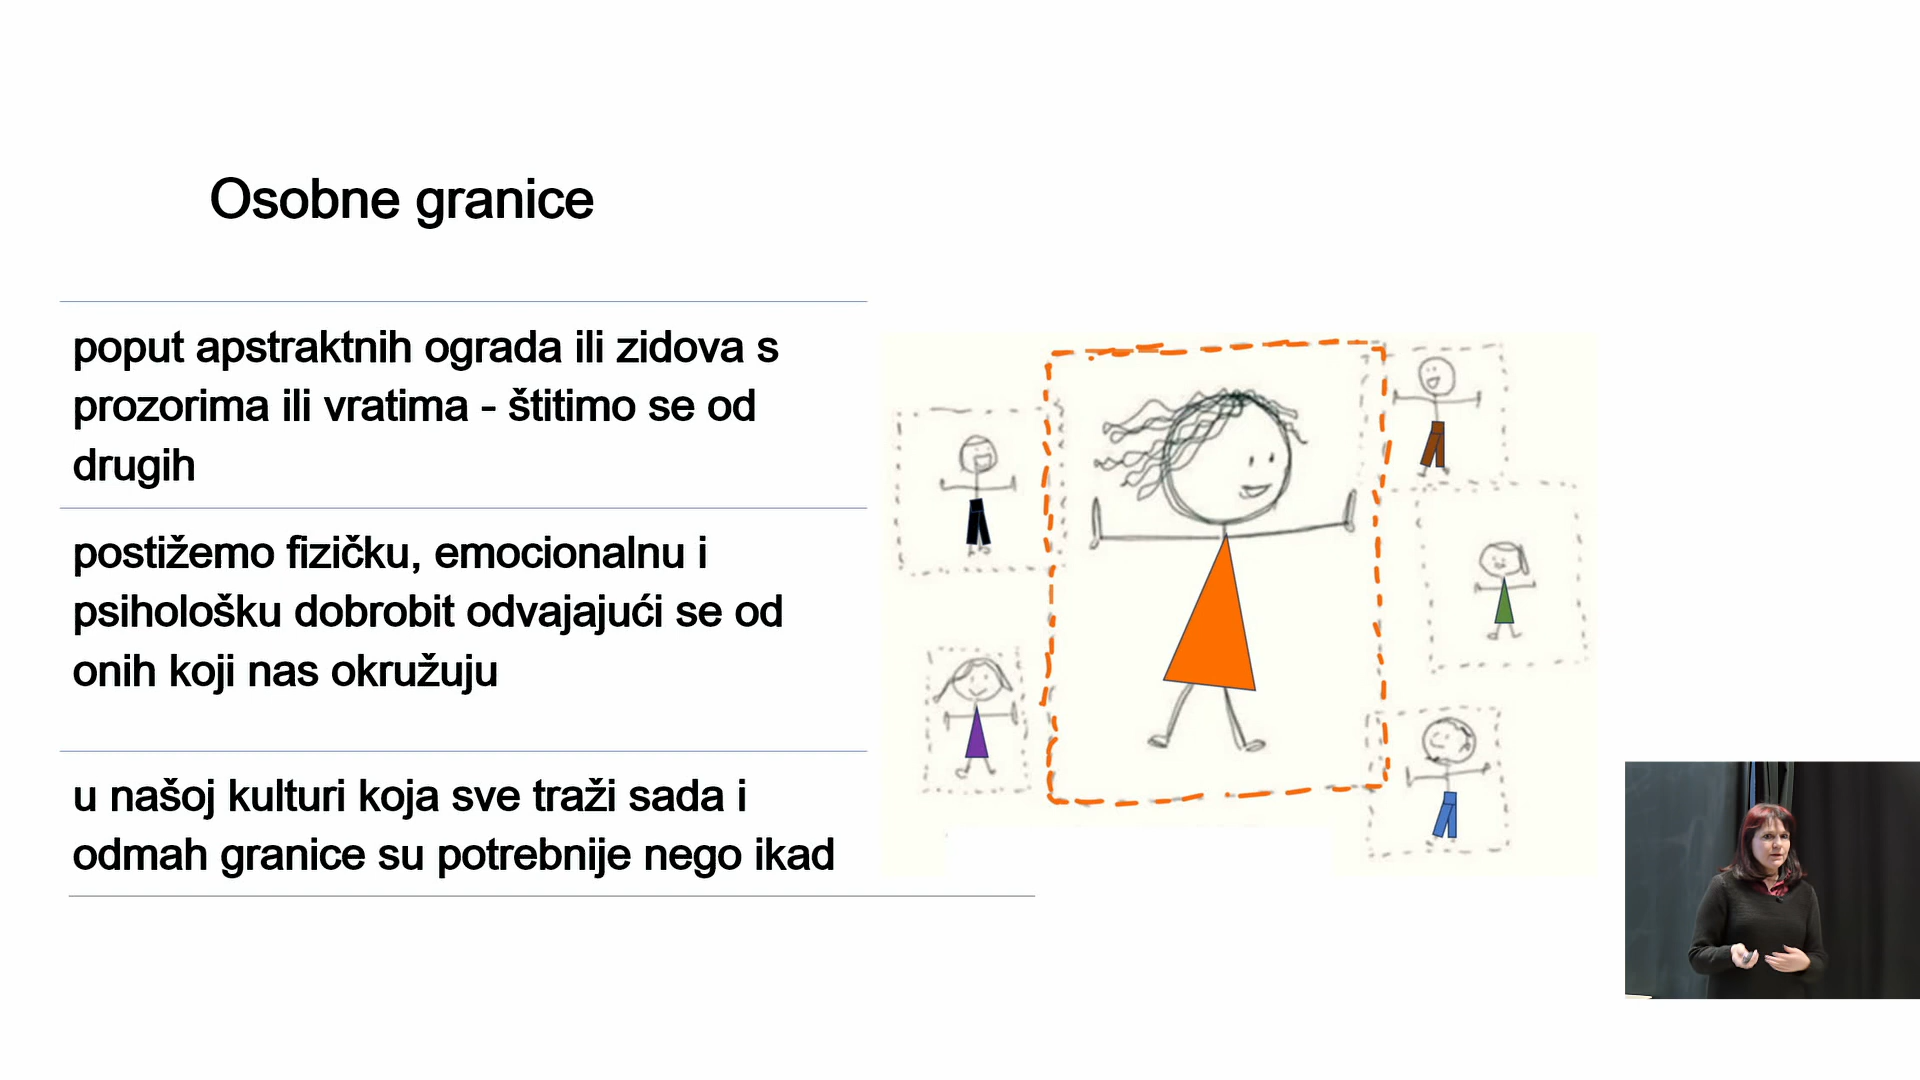 Osobne granice
poput apstraktnih ograda ili zidova s
prozorima ili vratima - štitimo se od
drugih
postižemo fizičku, emocionalnu i
psihološku dobrobit odvajajući se od
onih koji nas okružuju
u našoj kulturi koja sve traži sada i
odmah granice su potrebnije nego ikad